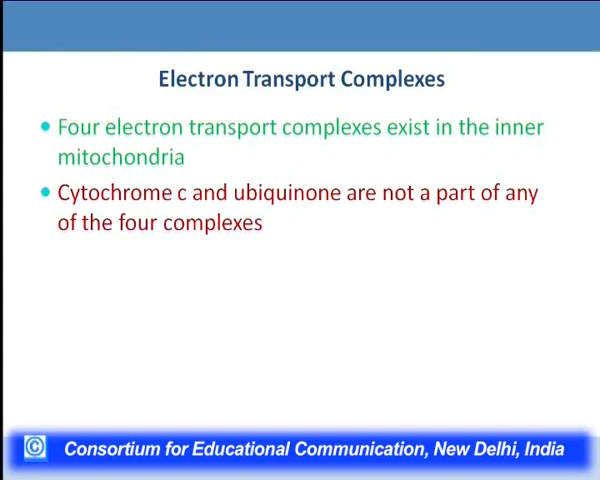 Electron Transport Complexes
• Four electron transport complexes exist in the inner
mitochondria
• Cytochrome c and ubiquinone are not a part of any
of the four complexes
© Consortium for Educational Communication, New Delhi, India